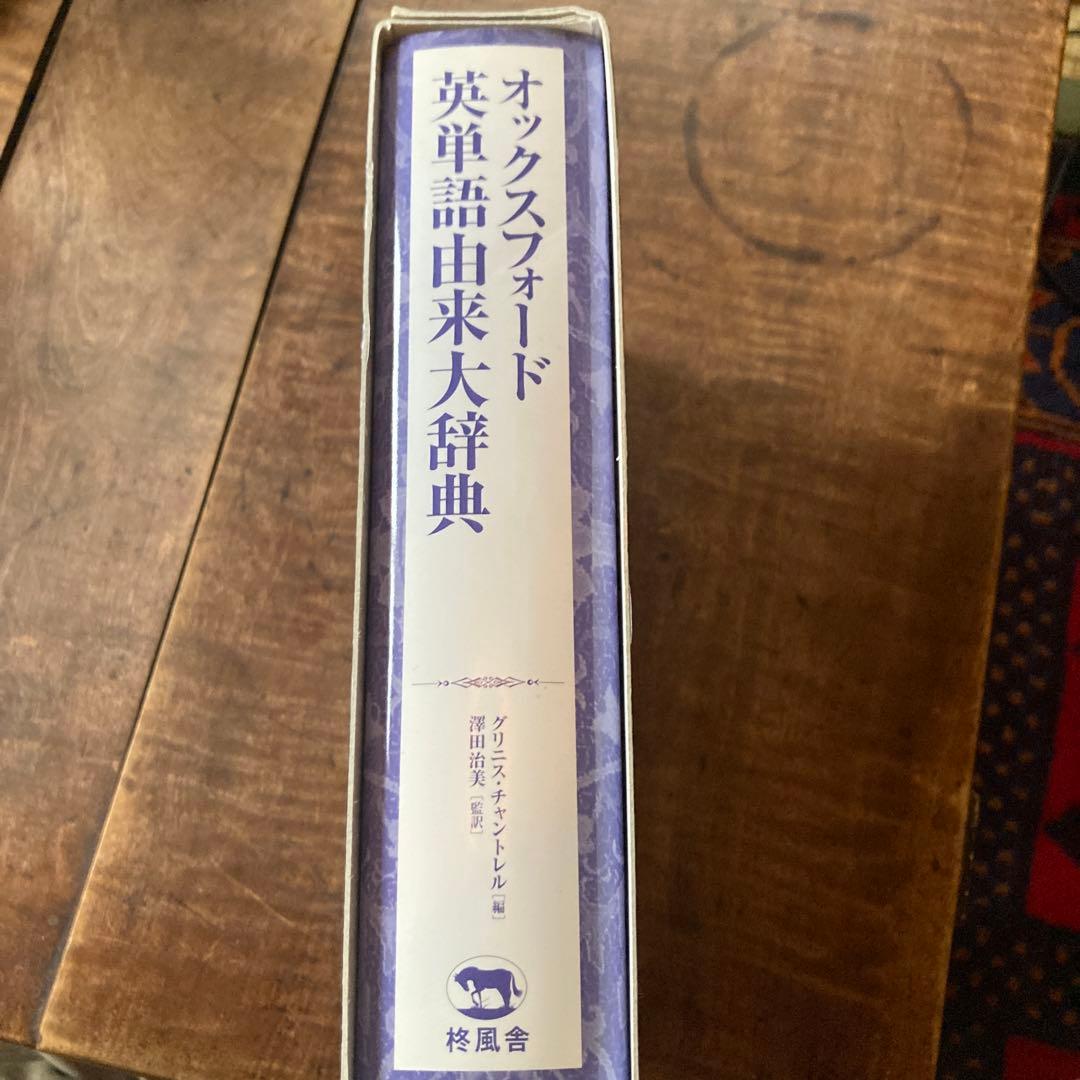 オックスフォード
英単語由来大辞典
グリニス・チャントレル[編]
澤田治美[監訳]
柊風舎